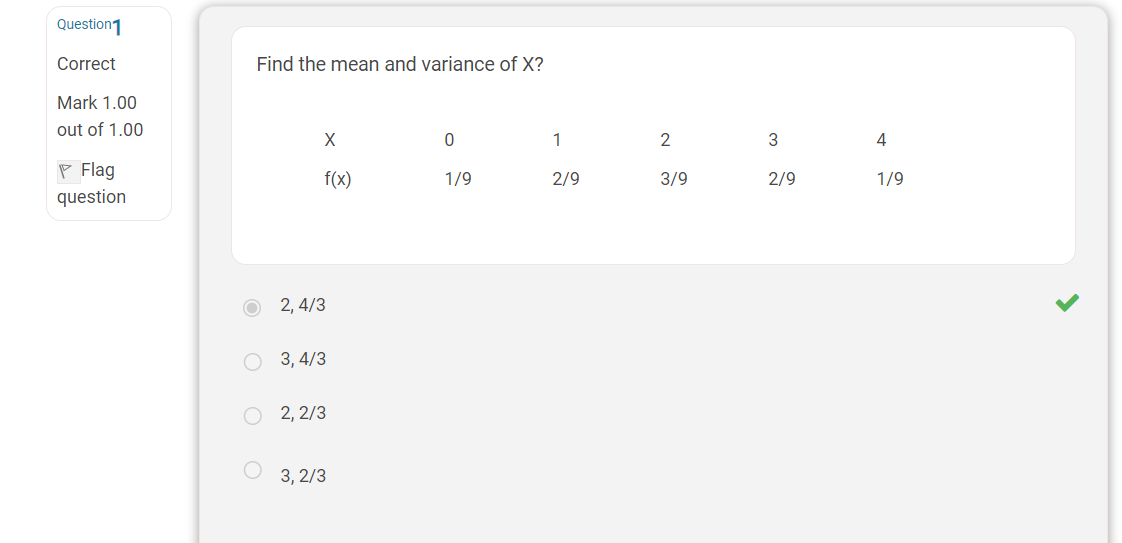 Question 1
Correct
Mark 1.00
out of 1.00
Flag
question
Find the mean and variance of X?
X 0 1 2 3 4
f(x) 1/9 2/9 3/9 2/9 1/9
2, 4/3
3, 4/3
2, 2/3
3, 2/3